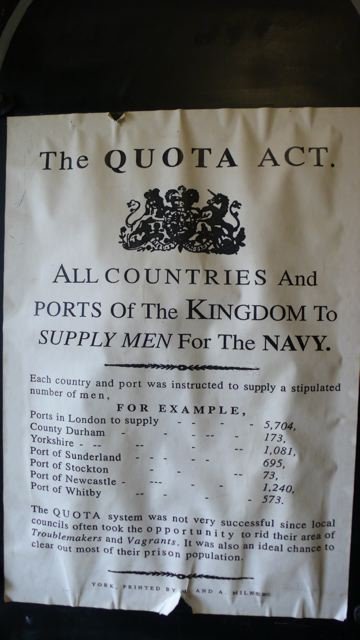 The QUOTA ACT.
ALL COUNTRIES And
PORTS Of The KINGDOM To
SUPPLY MEN For The NAVY.
Each country and port was instructed to supply a stipulated
number of men,
FOR EXAMPLE,
Ports in London to supply - - - - 5,704,
County Durham - - -- - 173,
Yorkshire - -- -- - - -- 1,081,
Port of Sunderland - - - - 695,
Port of Stockton - - - -- 73,
Port of Newcastle - --- - - - 1,240,
Port of Whitby -- - - -- 573.
The QUOTA system was not very successful since local
councils often took the opportunity to rid their area of
Troublemakers and Vagrants. It was also an ideal chance to
clear out most of their prison population.
YORK, PRINTED BY AND A.